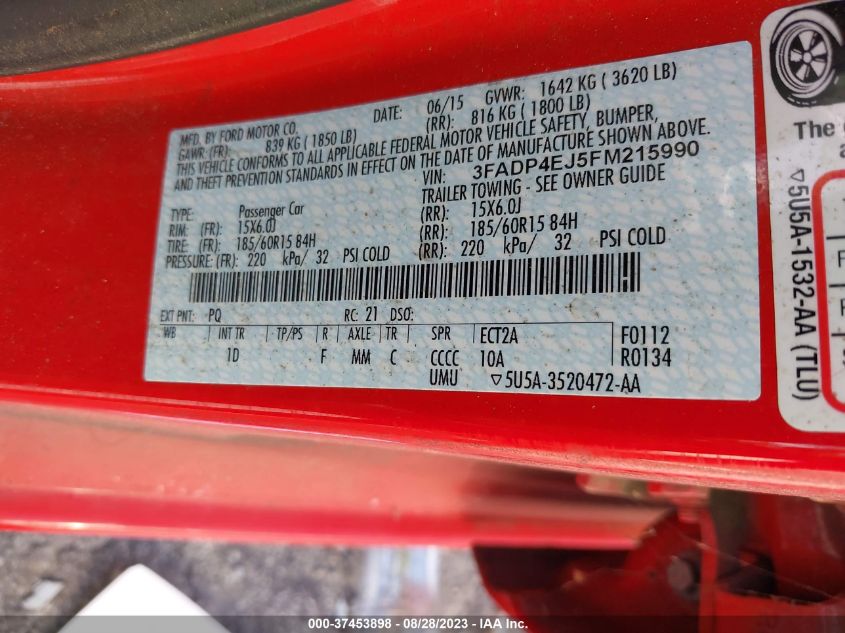 MFD. BY FORD MOTOR CO. DATE: 06/15 GVWR: 1642 KG ( 3620 LB)
GAWR: (FR): 839 KG ( 1850 LB) (RR): 816 KG ( 1800 LB)
THIS VEHICLE CONFORMS TO ALL APPLICABLE FEDERAL MOTOR VEHICLE SAFETY, BUMPER,
AND THEFT PREVENTION STANDARDS IN EFFECT ON THE DATE OF MANUFACTURE SHOWN ABOVE.
VIN: 3FADP4EJ5FM215990
TYPE: Passenger Car TRAILER TOWING - SEE OWNER GUIDE
RIM: (FR): 15X6.0J (RR): 15X6.0J
TIRE: (FR): 185/60R15 84H (RR): 185/60R15 84H
PRESSURE: (FR): 220 kPa/ 32 PSI COLD (RR): 220 kPa/ 32 PSI COLD
EXT PNT: PQ RC: 21 DSO:
WB INT TR TP/PS R AXLE TR SPR ECT2A F0112
1D F MM C CCCC 10A R0134
UMU ▽5U5A-3520472-AA
The
▽5U5A-1532-AA (TLU)
000-37453898 - 08/28/2023 - IAA Inc.